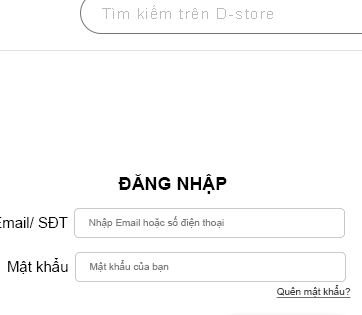 Tìm kiếm trên D-store
ĐĂNG NHẬP
Email/ SĐT Nhập Email hoặc số điện thoại
Mật khẩu Mật khẩu của bạn
Quên mật khẩu?